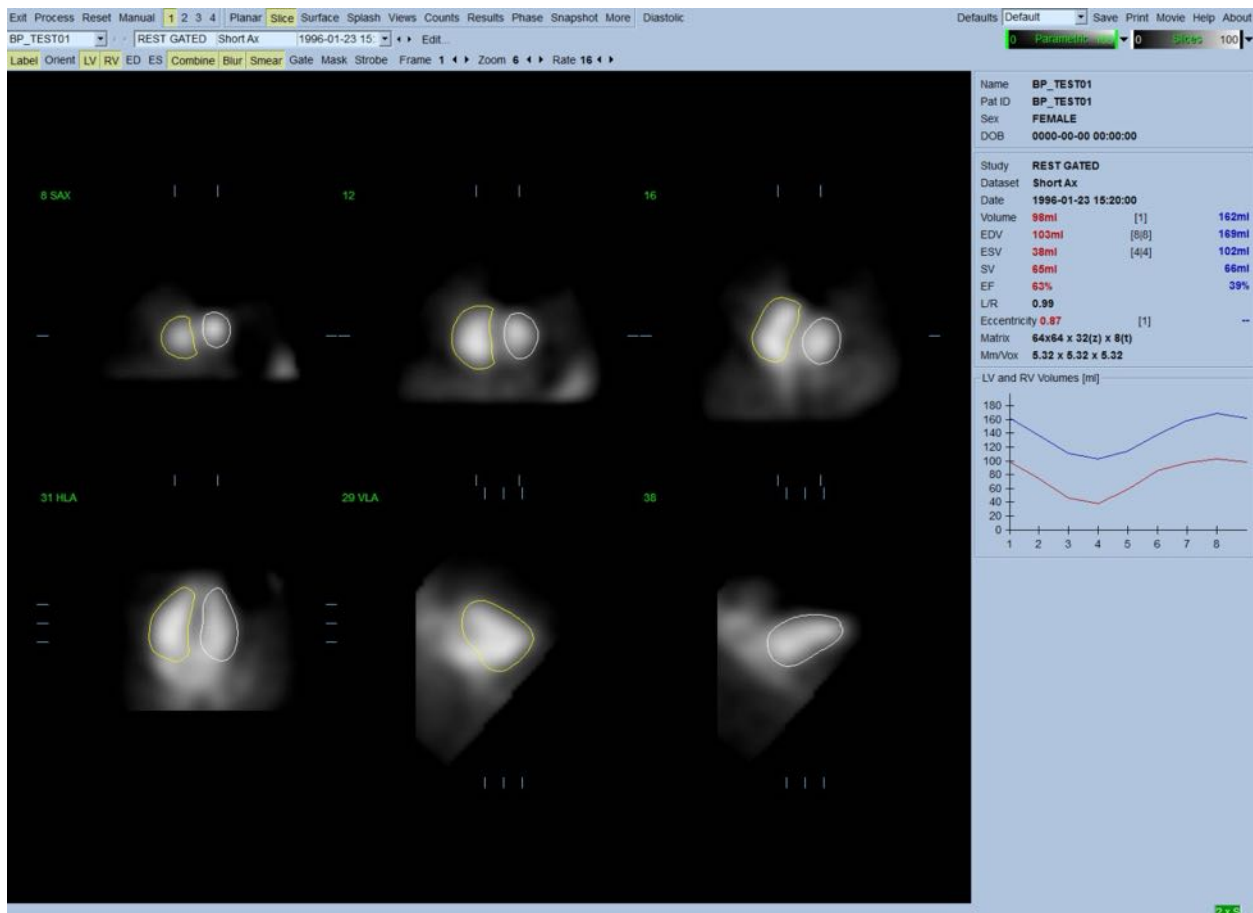 Exit Process Reset Manual 1 2 3 4 Planar Slice Surface Splash Views Counts Results Phase Snapshot More Diastolic Defaults Default Save Print Movie Help About
BP_TEST01 REST GATED Short Ax 1996-01-23 15: Edit... 0 Parametric 100 0 Slices 100
Label Orient LV RV ED ES Combine Blur Smear Gate Mask Strobe Frame 1 Zoom 6 Rate 16
Name BP_TEST01
Pat ID BP_TEST01
Sex FEMALE
DOB 0000-00-00 00:00:00
Study REST GATED
Dataset Short Ax
Date 1996-01-23 15:20:00
Volume 98ml [1] 162ml
EDV 103ml [8|8] 169ml
ESV 38ml [4|4] 102ml
SV 65ml 66ml
EF 63% 39%
L/R 0.99
Eccentricity 0.87 [1] --
Matrix 64x64 x 32(z) x 8(t)
Mm/Vox 5.32 x 5.32 x 5.32
LV and RV Volumes [ml]
180
160
140
120
100
80
60
40
20
0
1 2 3 4 5 6 7 8
8 SAX 12 16
31 HLA 29 VLA 38